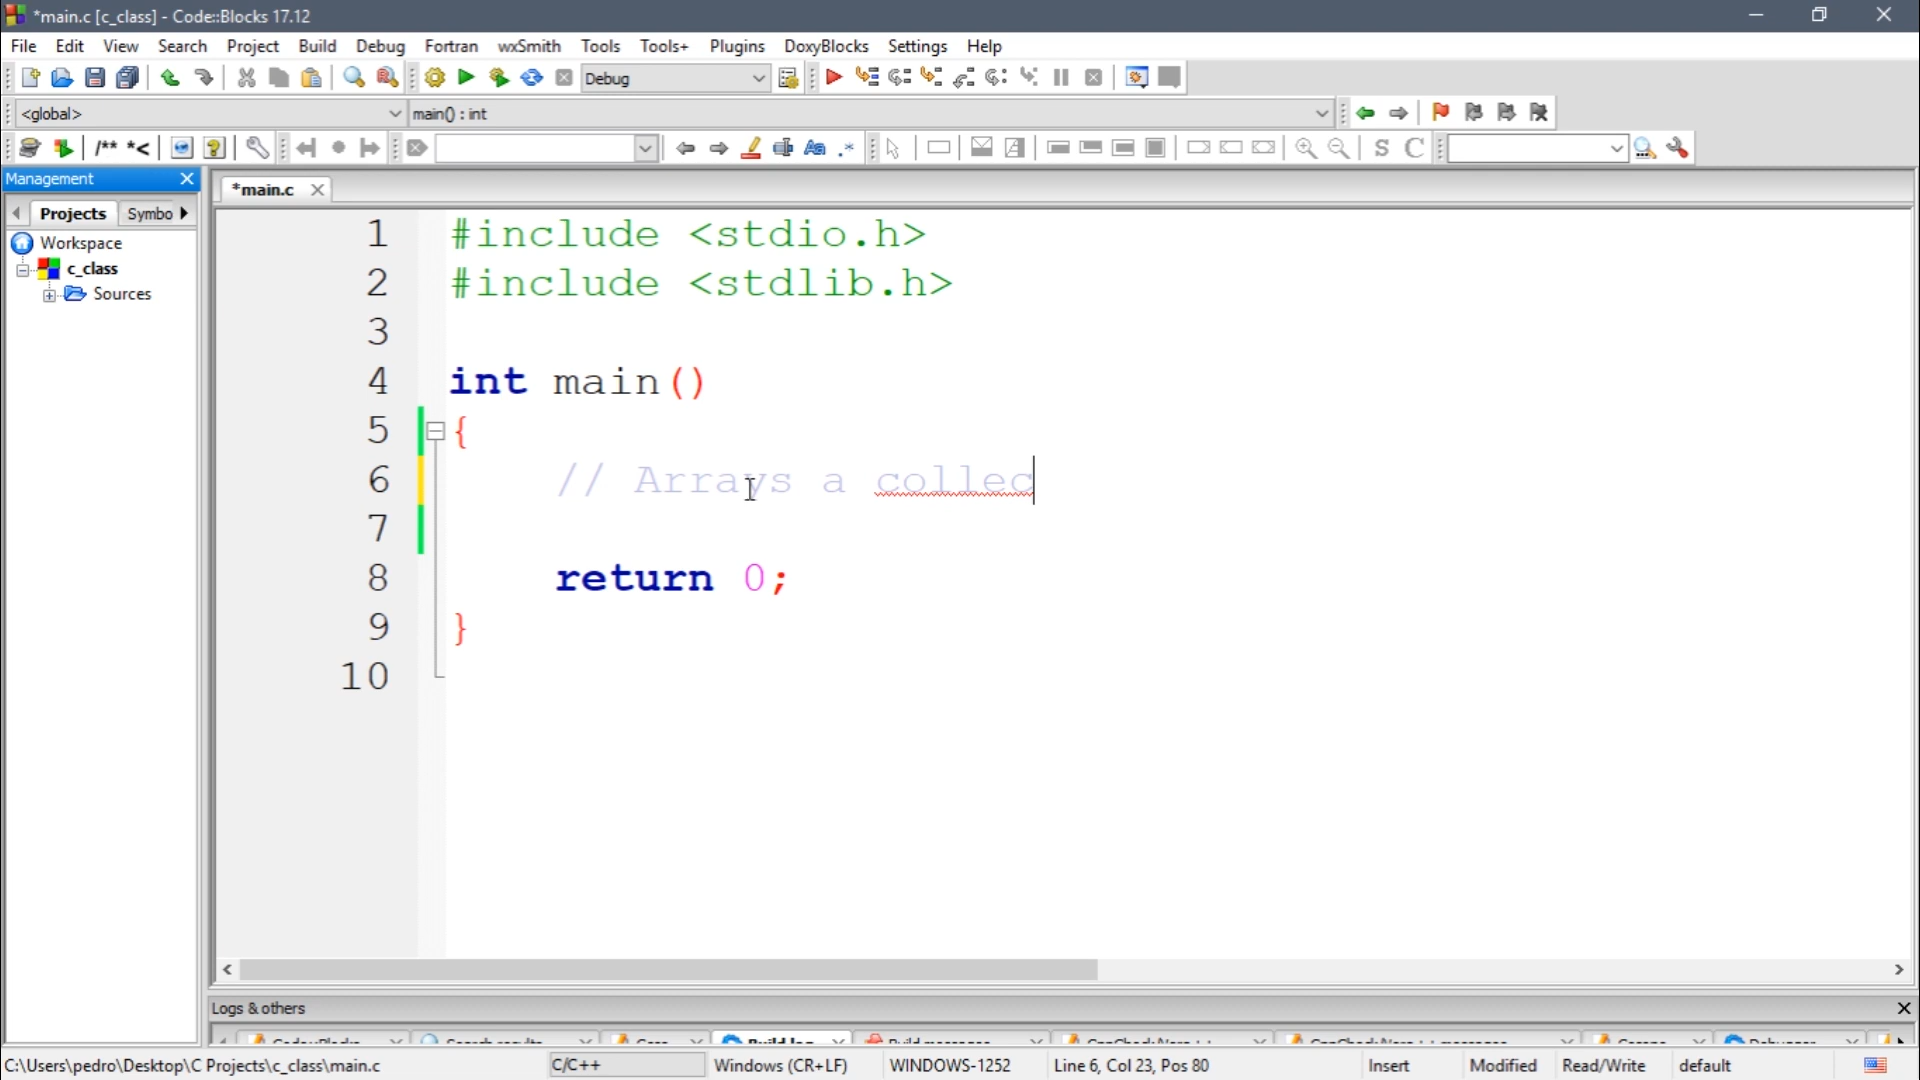 *main.c [c_class] - Code::Blocks 17.12
File Edit View Search Project Build Debug Fortran wxSmith Tools Tools+ Plugins DoxyBlocks Settings Help
Debug
<global> main() : int
/** *<
S C
Management
*main.c
Projects Symbo
Workspace
c_class
Sources
1 #include <stdio.h>
2 #include <stdlib.h>
3
4 int main()
5 {
6 // Arrays a collec
7
8 return 0;
9 }
10
Logs & others
C:\Users\pedro\Desktop\C Projects\c_class\main.c C/C++ Windows (CR+LF) WINDOWS-1252 Line 6, Col 23, Pos 80 Insert Modified Read/Write default